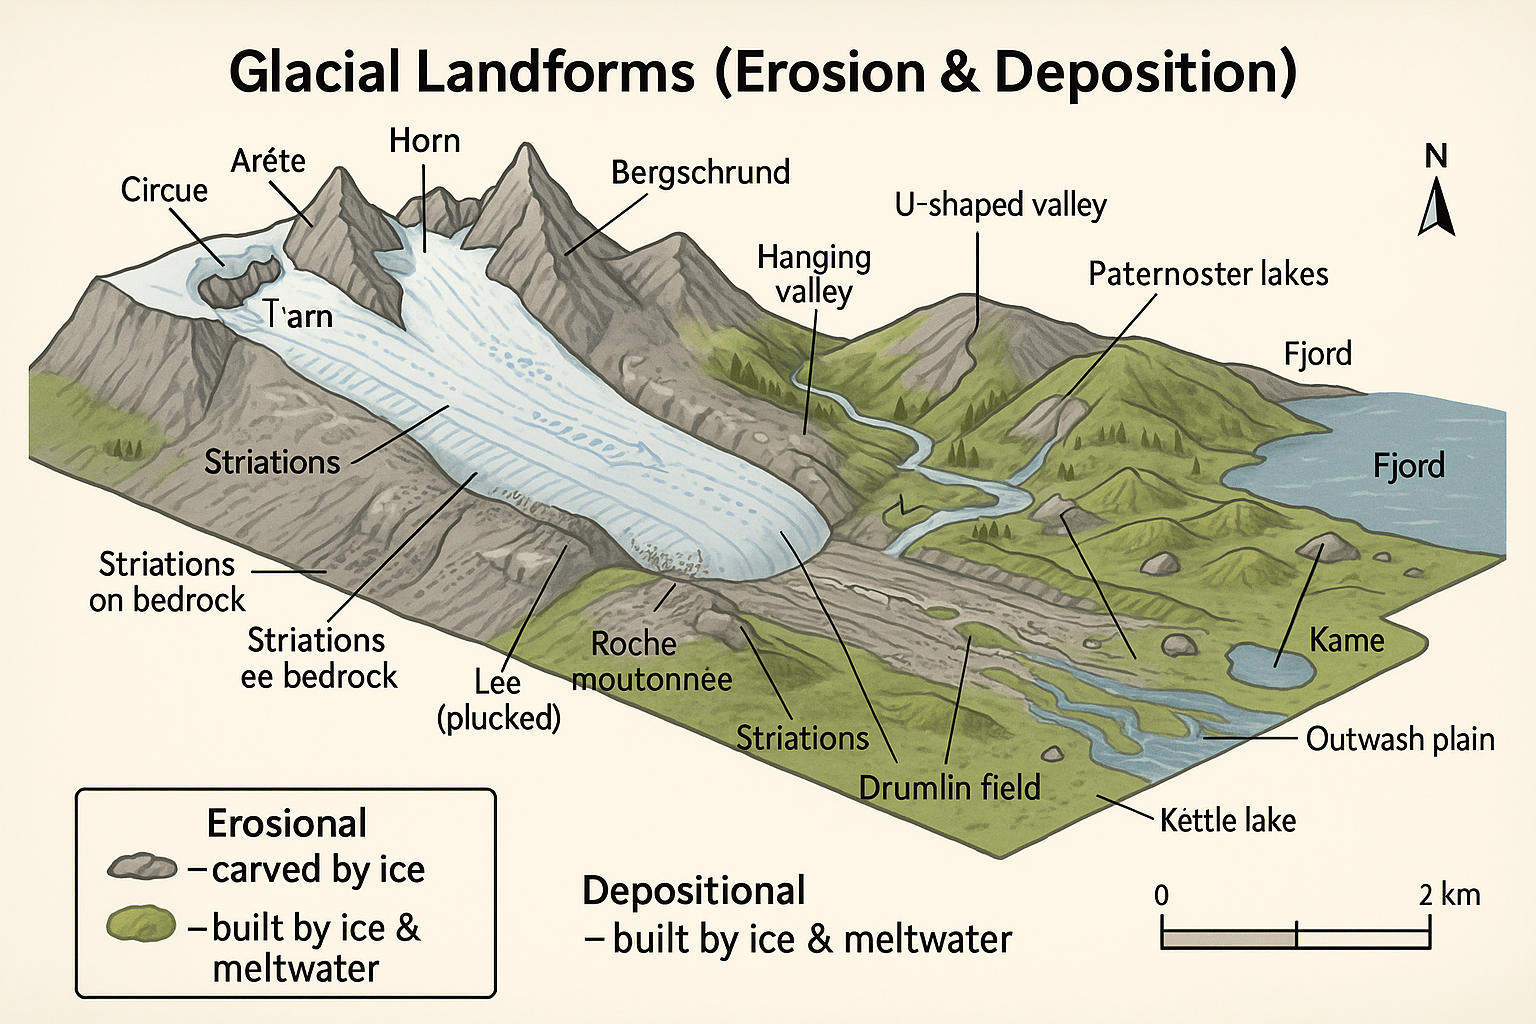 Glacial Landforms (Erosion & Deposition)
Horn
Aréte
Circue
Bergschrund
U-shaped valley
N
Hanging
valley
Paternoster lakes
T'arn
Fjord
Fjord
Striations
Striations
on bedrock
Striations
ee bedrock
Lee
(plucked)
Roche
moutonnėe
Striations
Drumlin field
Kame
Outwash plain
Kėttle lake
Erosional
– carved by ice
– built by ice &
meltwater
Depositional
– built by ice & meltwater
0
2 km